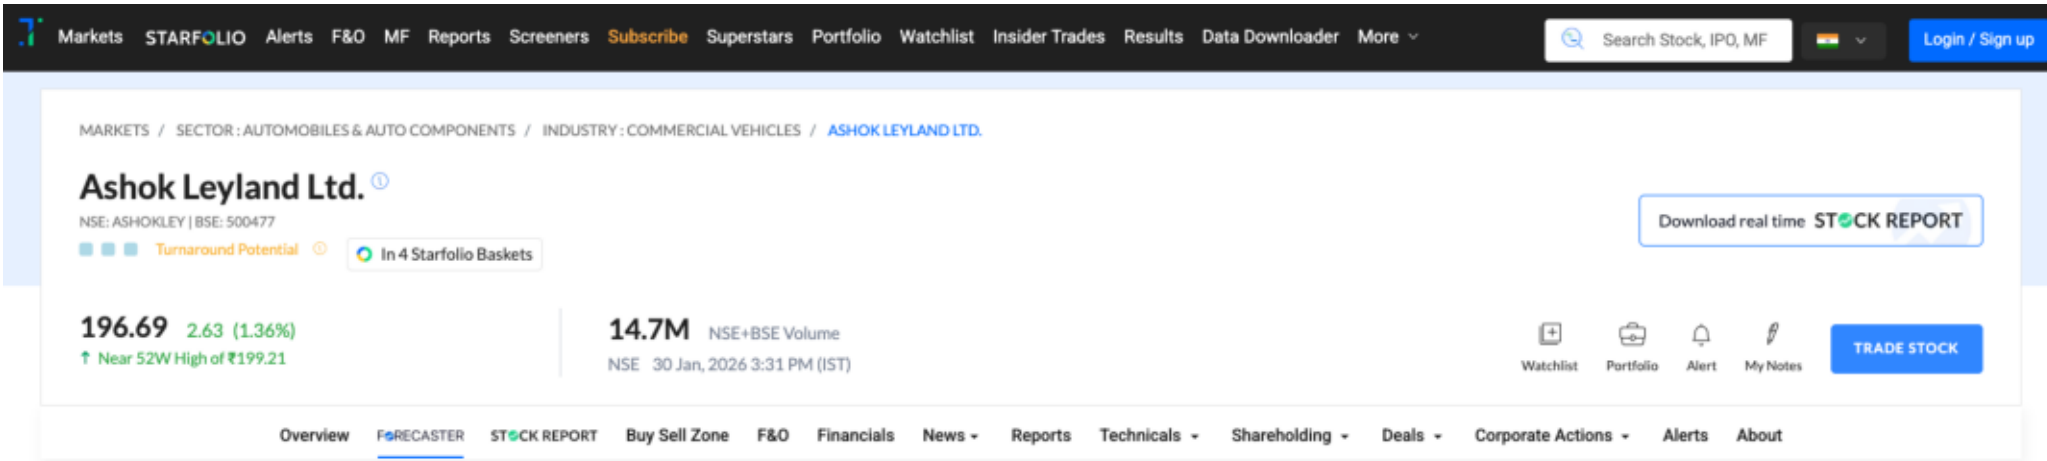 Markets STARFOLIO Alerts F&O MF Reports Screeners Subscribe Superstars Portfolio Watchlist Insider Trades Results Data Downloader More Search Stock, IPO, MF Login / Sign up
MARKETS / SECTOR : AUTOMOBILES & AUTO COMPONENTS / INDUSTRY : COMMERCIAL VEHICLES / ASHOK LEYLAND LTD.
Ashok Leyland Ltd.
NSE: ASHOKLEY | BSE: 500477
Turnaround Potential In 4 Starfolio Baskets
Download real time STOCK REPORT
196.69 2.63 (1.36%)
↑ Near 52W High of ₹199.21
14.7M NSE+BSE Volume
NSE 30 Jan, 2026 3:31 PM (IST)
Watchlist Portfolio Alert My Notes
TRADE STOCK
Overview FORECASTER STOCK REPORT Buy Sell Zone F&O Financials News Reports Technicals Shareholding Deals Corporate Actions Alerts About